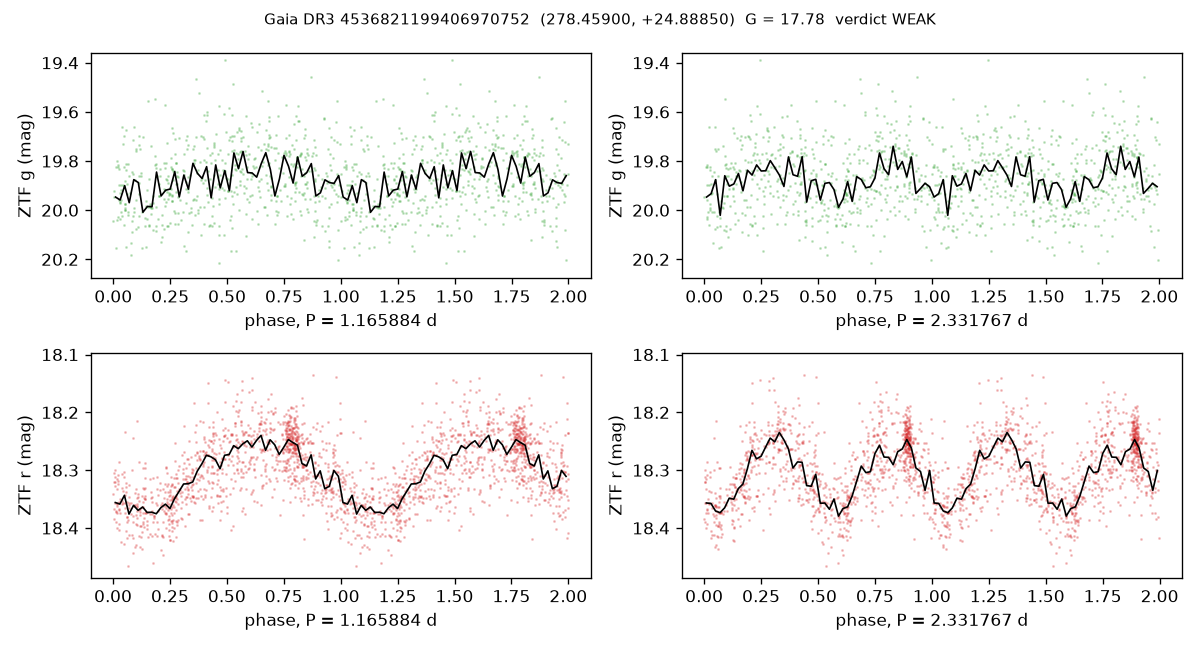 Gaia DR3 4536821199406970752 (278.45900, +24.88850) G = 17.78 verdict WEAK
ZTF g (mag)
19.4
19.6
19.8
20.0
20.2
0.00 0.25 0.50 0.75 1.00 1.25 1.50 1.75 2.00
phase, P = 1.165884 d
ZTF g (mag)
19.4
19.6
19.8
20.0
20.2
0.00 0.25 0.50 0.75 1.00 1.25 1.50 1.75 2.00
phase, P = 2.331767 d
ZTF r (mag)
18.1
18.2
18.3
18.4
0.00 0.25 0.50 0.75 1.00 1.25 1.50 1.75 2.00
phase, P = 1.165884 d
ZTF r (mag)
18.1
18.2
18.3
18.4
0.00 0.25 0.50 0.75 1.00 1.25 1.50 1.75 2.00
phase, P = 2.331767 d